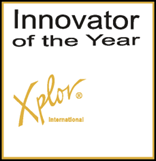 Innovator
of the Year
Xplor®
International